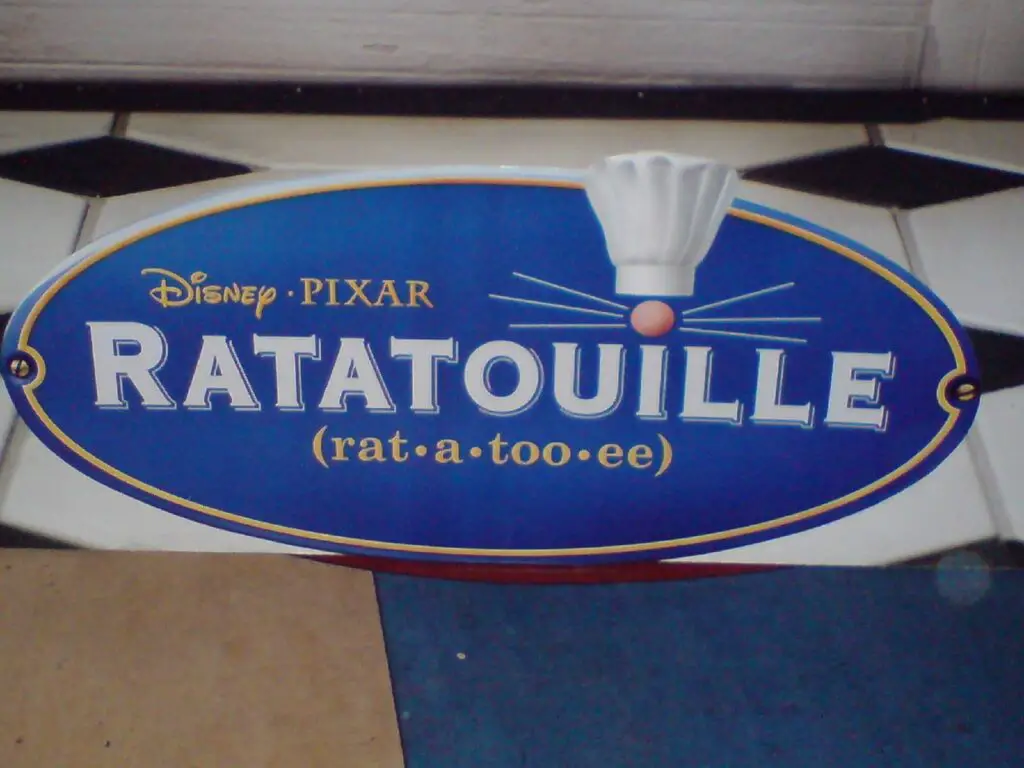 Disney · PIXAR
RATATOUILLE
(rat•a•too•ee)